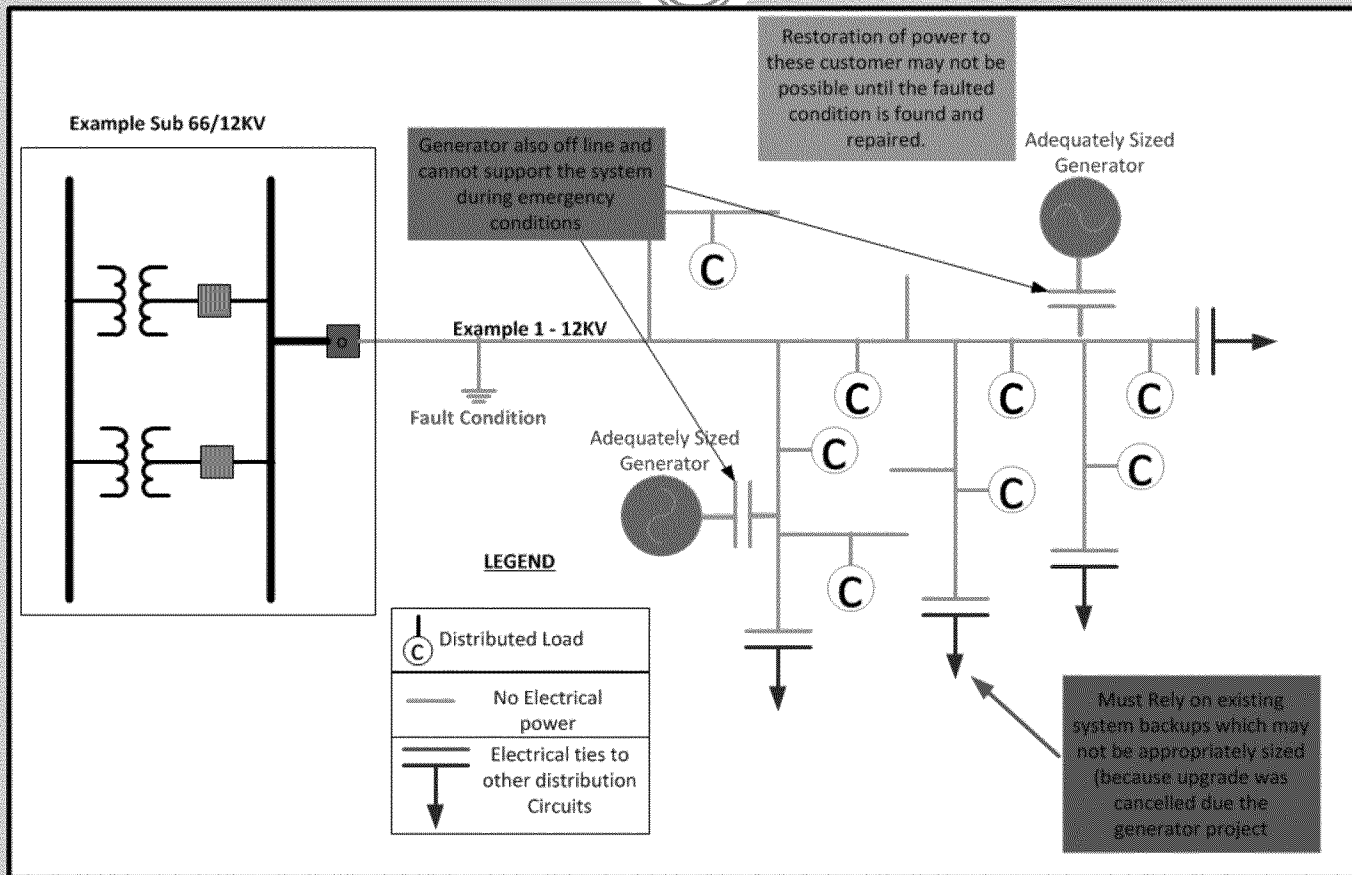 Restoration of power to
these customer may not be
possible until the faulted
condition is found and
repaired.
Example Sub 66/12KV
Generator also off line and
cannot support the system
during emergency
conditions
Adequately Sized
Generator
C
Example 1 - 12KV
O
Fault Condition
C
C
C
Adequately Sized
Generator
C
C
C
C
LEGEND
C Distributed Load
No Electrical
power
Electrical ties to
other distribution
Circuits
Must Rely on existing
system backups which may
not be appropriately sized
(because upgrade was
cancelled due the
generator project